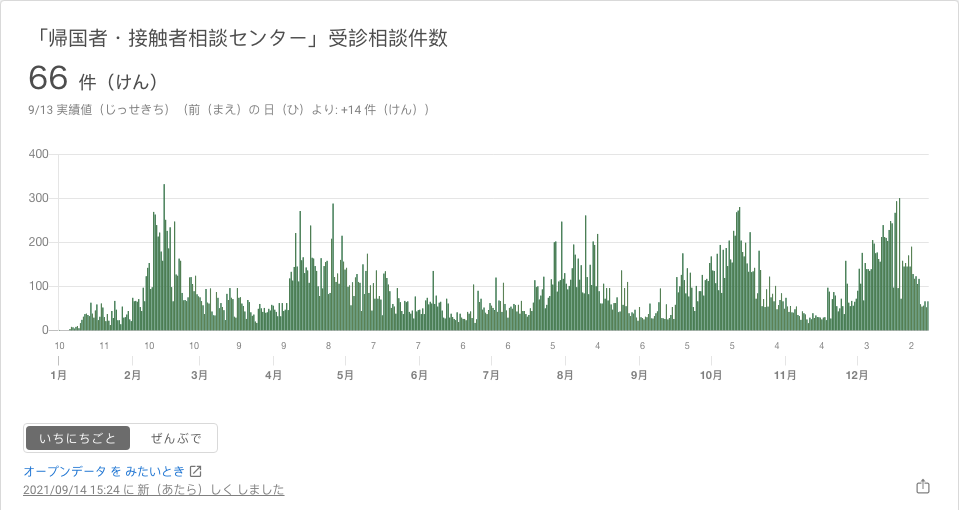 「帰国者・接触者相談センター」受診相談件数
66 件（けん）
9/13 実績値（じっせきち）（前（まえ）の 日（ひ）より: +14 件（けん））
400
300
200
100
0
10 11 10 10 9 9 8 8 7 7 6 6 5 4 6 5 5 4 4 3 2
1月 2月 3月 4月 5月 6月 7月 8月 9月 10月 11月 12月
いちにちごと ぜんぶで
オープンデータ を みたいとき
2021/09/14 15:24 に 新（あたら）しく しました